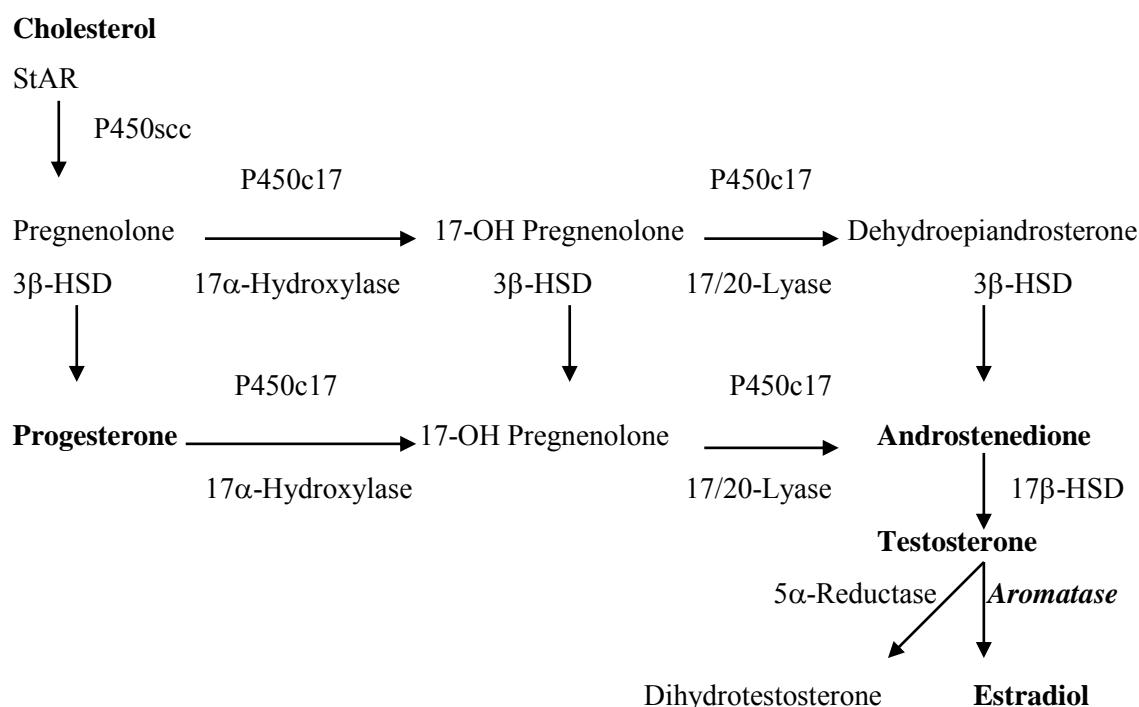 Cholesterol
StAR
P450scc
P450c17 P450c17
Pregnenolone 17-OH Pregnenolone Dehydroepiandrosterone
3β-HSD 17α-Hydroxylase 3β-HSD 17/20-Lyase 3β-HSD
P450c17 P450c17
Progesterone 17-OH Pregnenolone Androstenedione
17α-Hydroxylase 17/20-Lyase 17β-HSD
Testosterone
5α-Reductase Aromatase
Dihydrotestosterone Estradiol